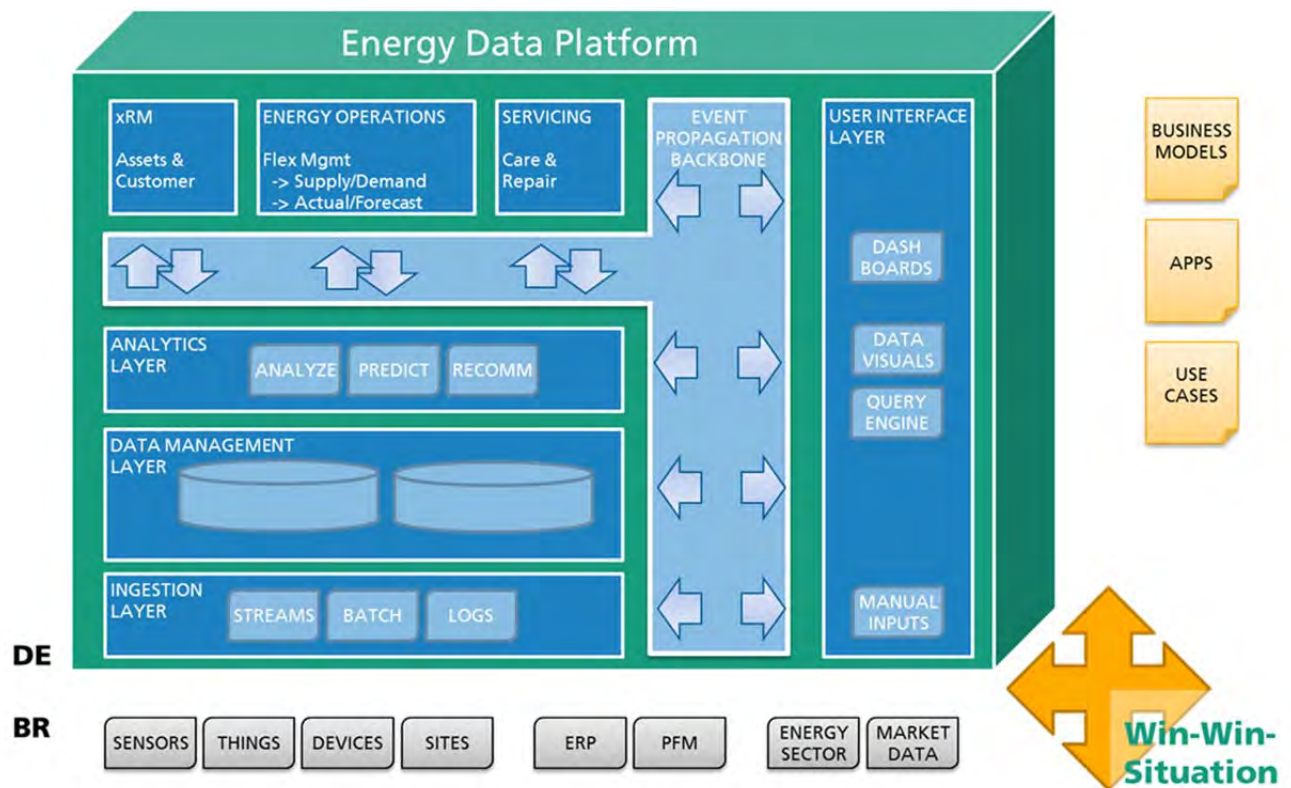 Energy Data Platform
xRM
Assets &
Customer
ENERGY OPERATIONS
Flex Mgmt
-> Supply/Demand
-> Actual/Forecast
SERVICING
Care &
Repair
EVENT
PROPAGATION
BACKBONE
USER INTERFACE
LAYER
DASH
BOARDS
DATA
VISUALS
QUERY
ENGINE
MANUAL
INPUTS
ANALYTICS
LAYER
ANALYZE
PREDICT
RECOMM
DATA MANAGEMENT
LAYER
INGESTION
LAYER
STREAMS
BATCH
LOGS
BUSINESS
MODELS
APPS
USE
CASES
DE
BR
SENSORS
THINGS
DEVICES
SITES
ERP
PFM
ENERGY
SECTOR
MARKET
DATA
Win-Win-
Situation